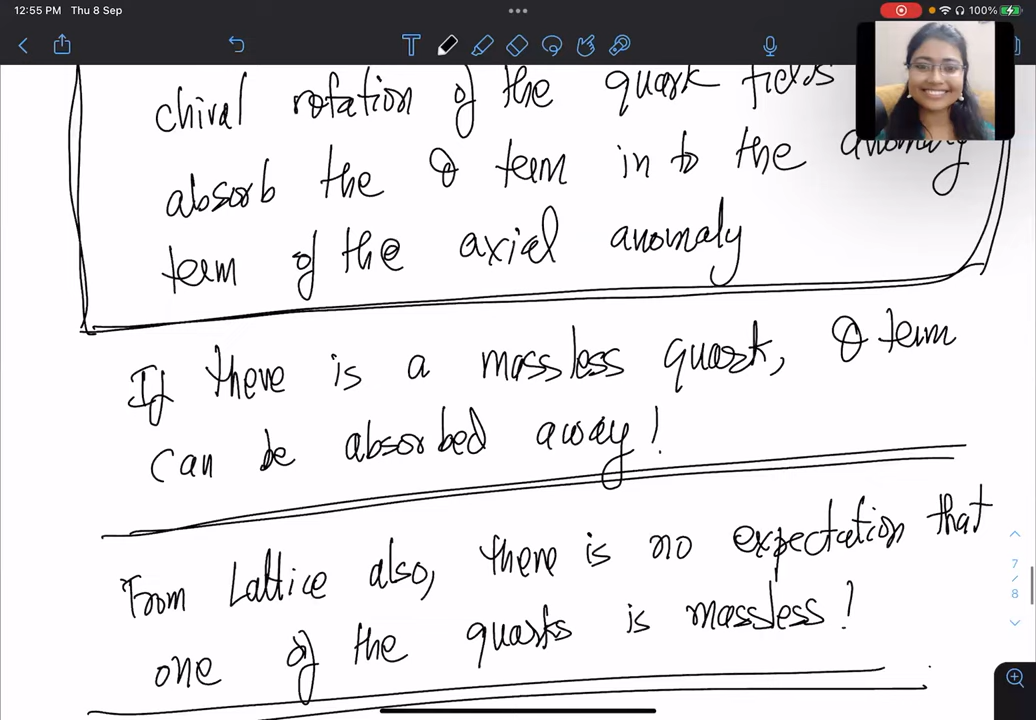 12:55 PM Thu 8 Sep
100%
T
chiral rotation of the quark fields
absorb the θ term in to the anomaly
term of the axial anomaly
If there is a massless quark, θ term
can be absorbed away!
From Lattice also, there is no expectation that
one of the quarks is massless!
7
/
8